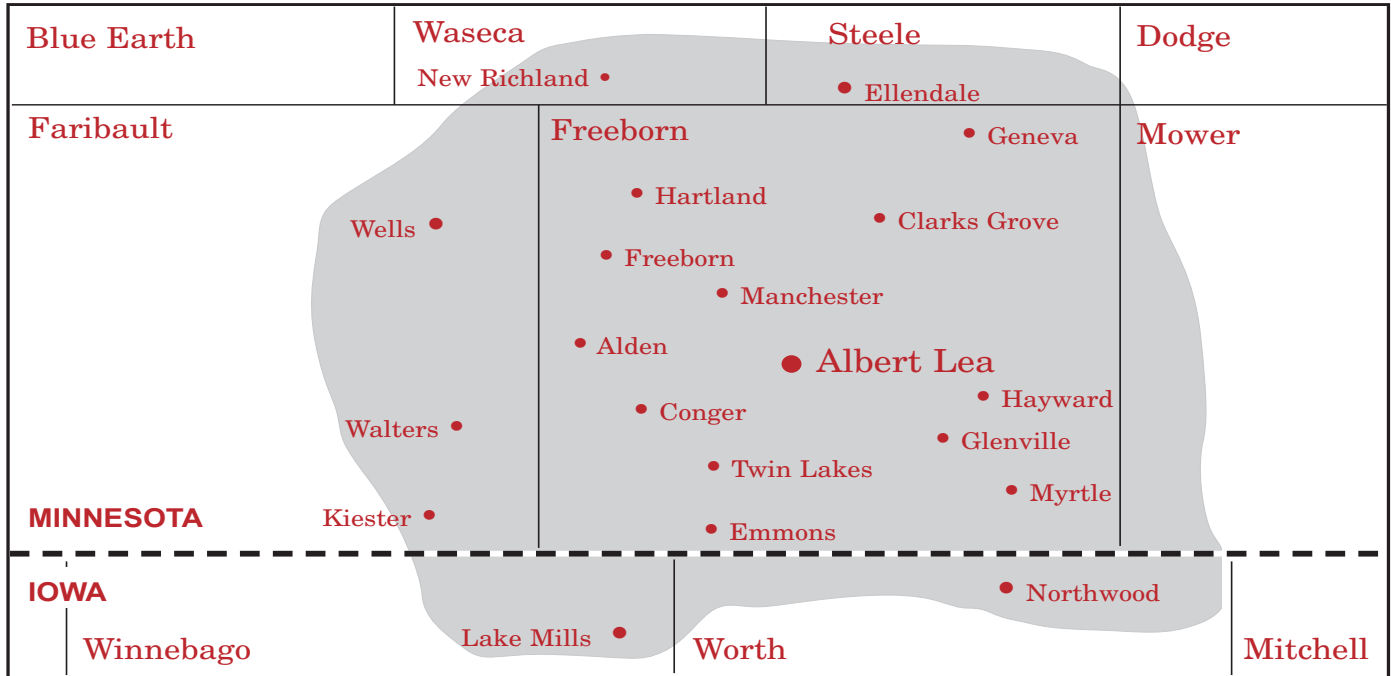 Blue Earth
Waseca
Steele
Dodge
New Richland
Ellendale
Faribault
Freeborn
Geneva
Mower
Hartland
Clarks Grove
Wells
Freeborn
Manchester
Alden
Albert Lea
Hayward
Conger
Walters
Glenville
Twin Lakes
Myrtle
MINNESOTA
Kiester
Emmons
IOWA
Northwood
Lake Mills
Winnebago
Worth
Mitchell